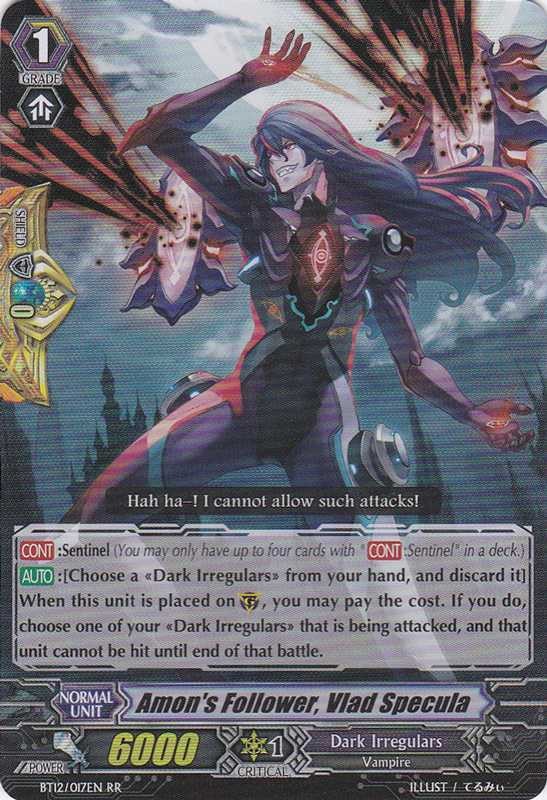 1
GRADE
SHIELD
0
Hah ha–! I cannot allow such attacks!
CONT :Sentinel (You may only have up to four cards with " CONT :Sentinel" in a deck.)
AUTO :[Choose a «Dark Irregulars» from your hand, and discard it]
When this unit is placed on G, you may pay the cost. If you do,
choose one of your «Dark Irregulars» that is being attacked, and that
unit cannot be hit until end of that battle.
NORMAL
UNIT
Amon's Follower, Vlad Specula
POWER
6000
1
CRITICAL
Dark Irregulars
Vampire
BT12/017EN RR
ILLUST / てるみぃ